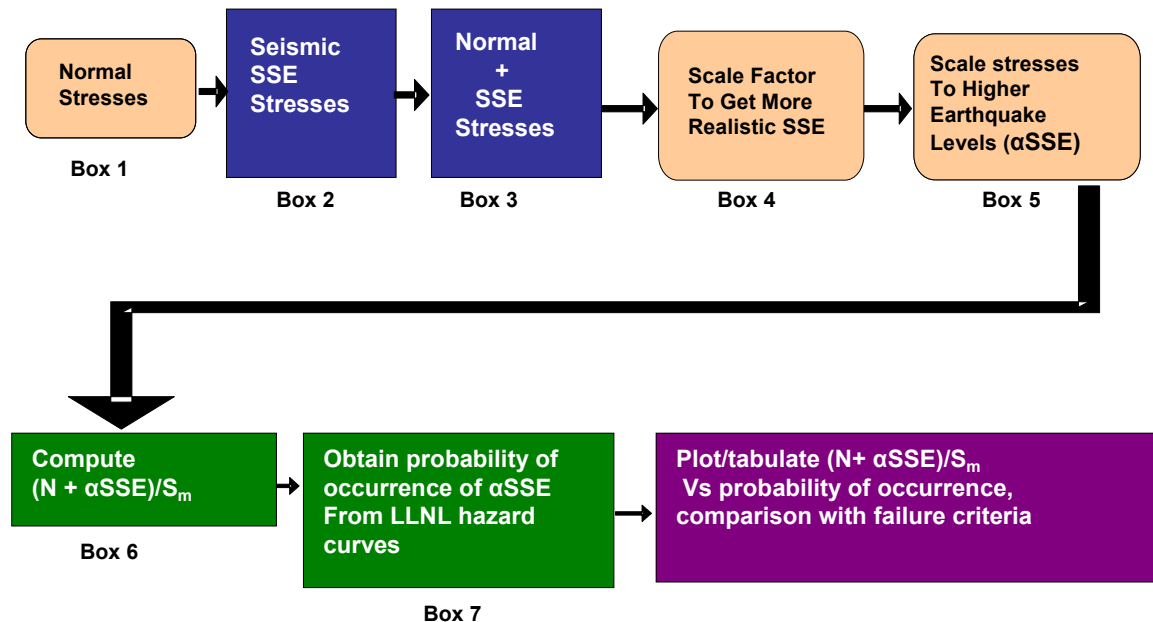 Normal
Stresses
Box 1
Seismic
SSE
Stresses
Box 2
Normal
+
SSE
Stresses
Box 3
Scale Factor
To Get More
Realistic SSE
Box 4
Scale stresses
To Higher
Earthquake
Levels (αSSE)
Box 5
Compute
(N + αSSE)/Sm
Box 6
Obtain probability of
occurrence of αSSE
From LLNL hazard
curves
Box 7
Plot/tabulate (N+ αSSE)/Sm
Vs probability of occurrence,
comparison with failure criteria